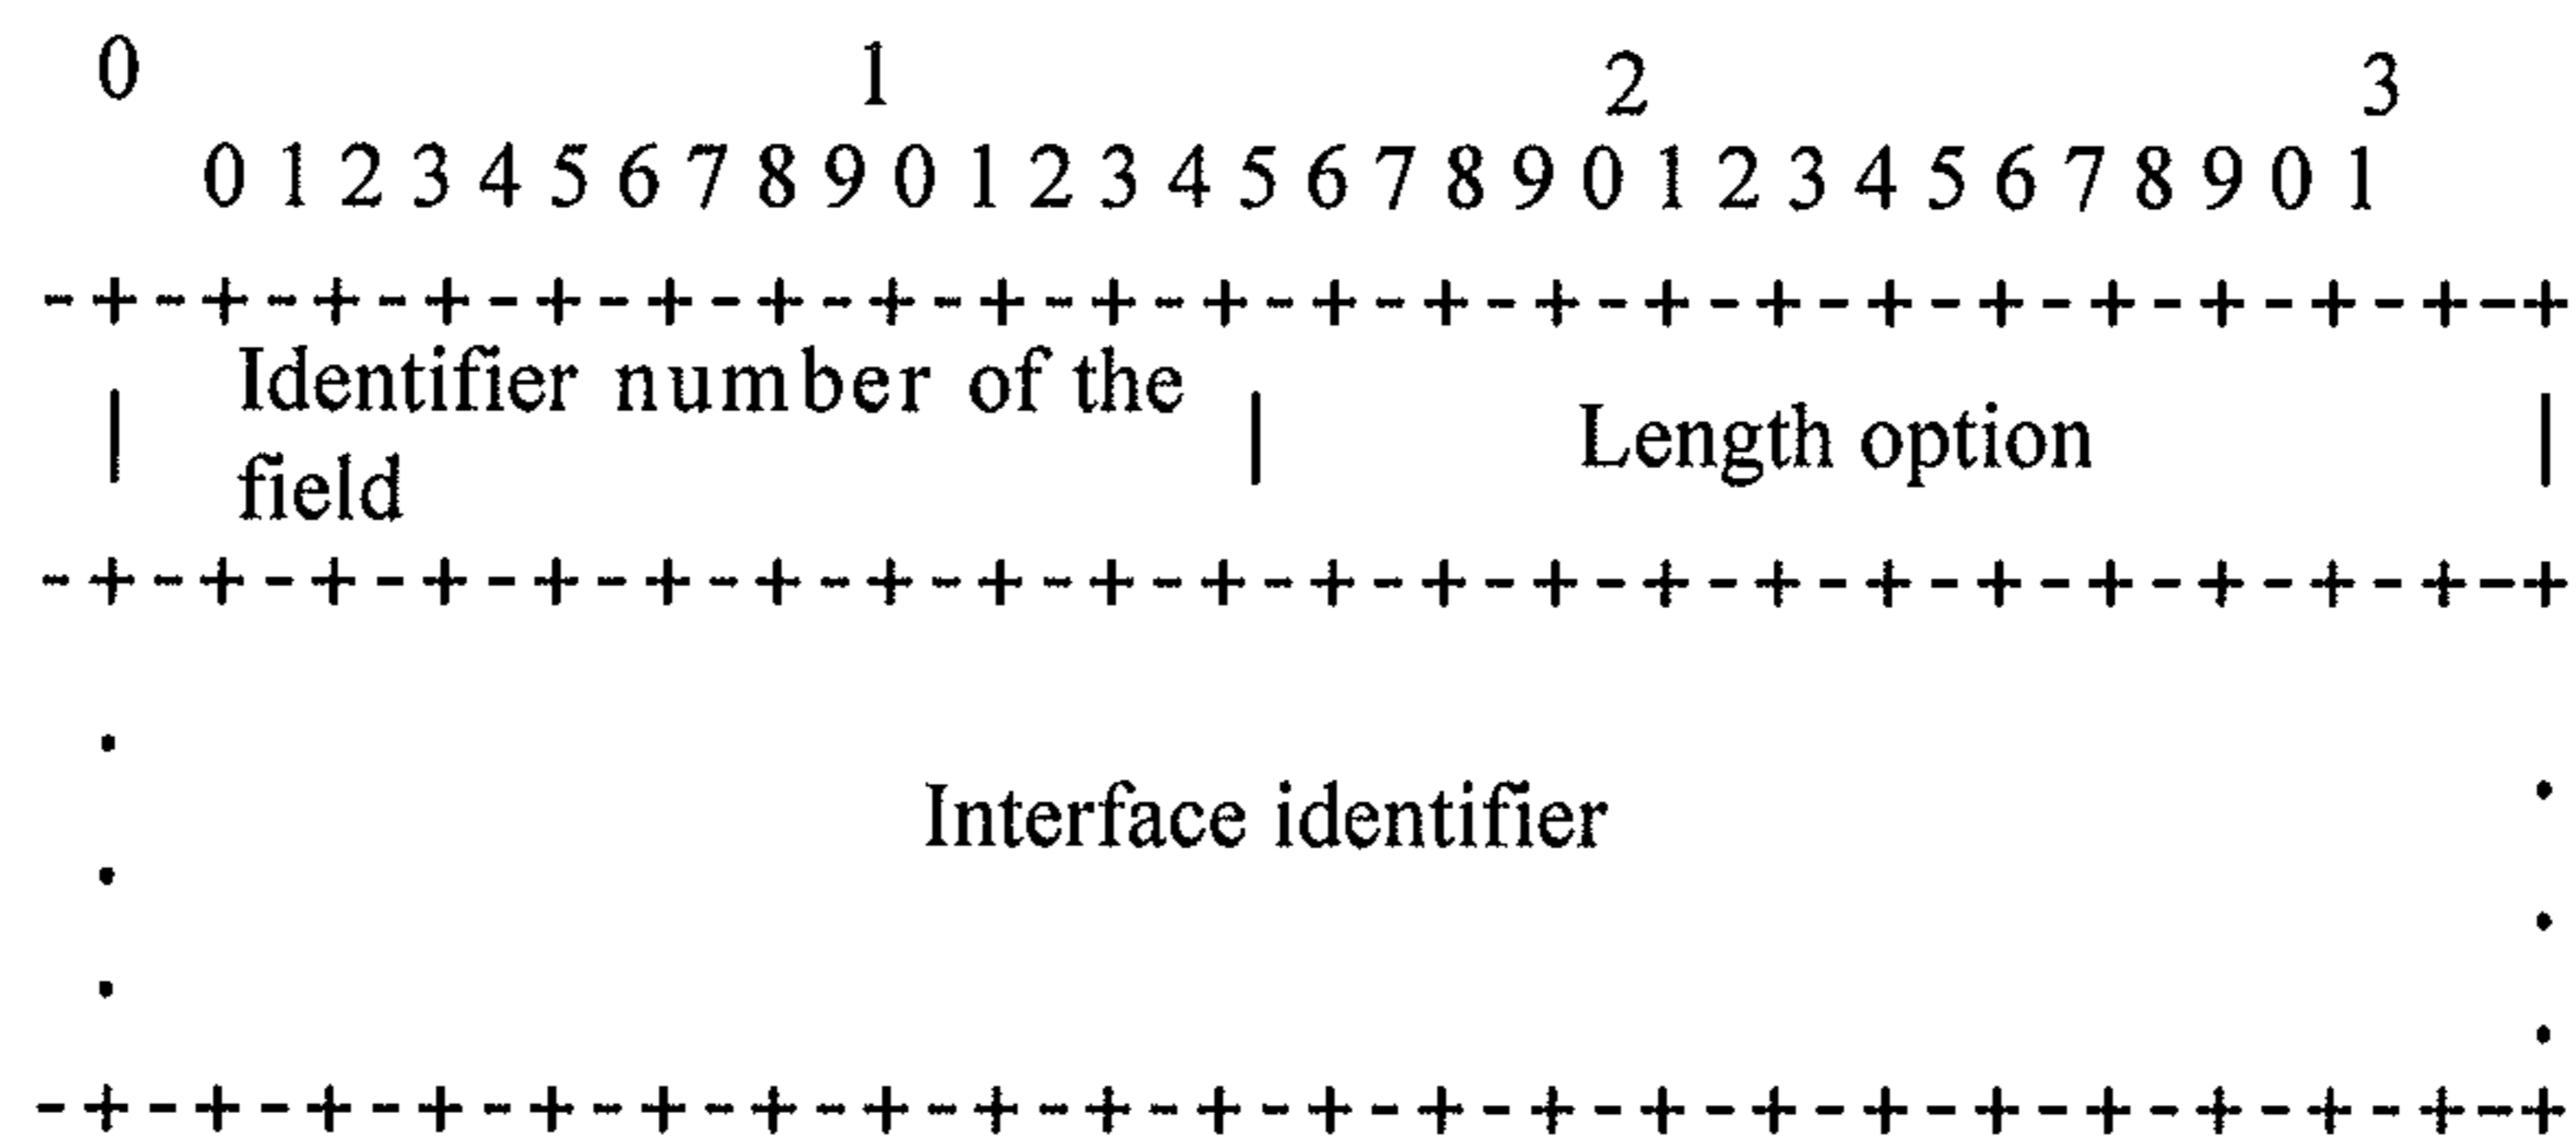 0 1 2 3
0 1 2 3 4 5 6 7 8 9 0 1 2 3 4 5 6 7 8 9 0 1 2 3 4 5 6 7 8 9 0 1
-+-+-+-+-+-+-+-+-+-+-+-+-+-+-+-+-+-+-+-+-+-+--+
| Identifier number of the field | Length option |
-+-+-+-+-+-+-+-+-+-+-+-+-+-+-+-+-+-+-+-+-+-+--+
Interface identifier
-+-+-+-+-+-+-+-+-+-+-+-+-+-+-+-+-+-+-+-+-+-+--+